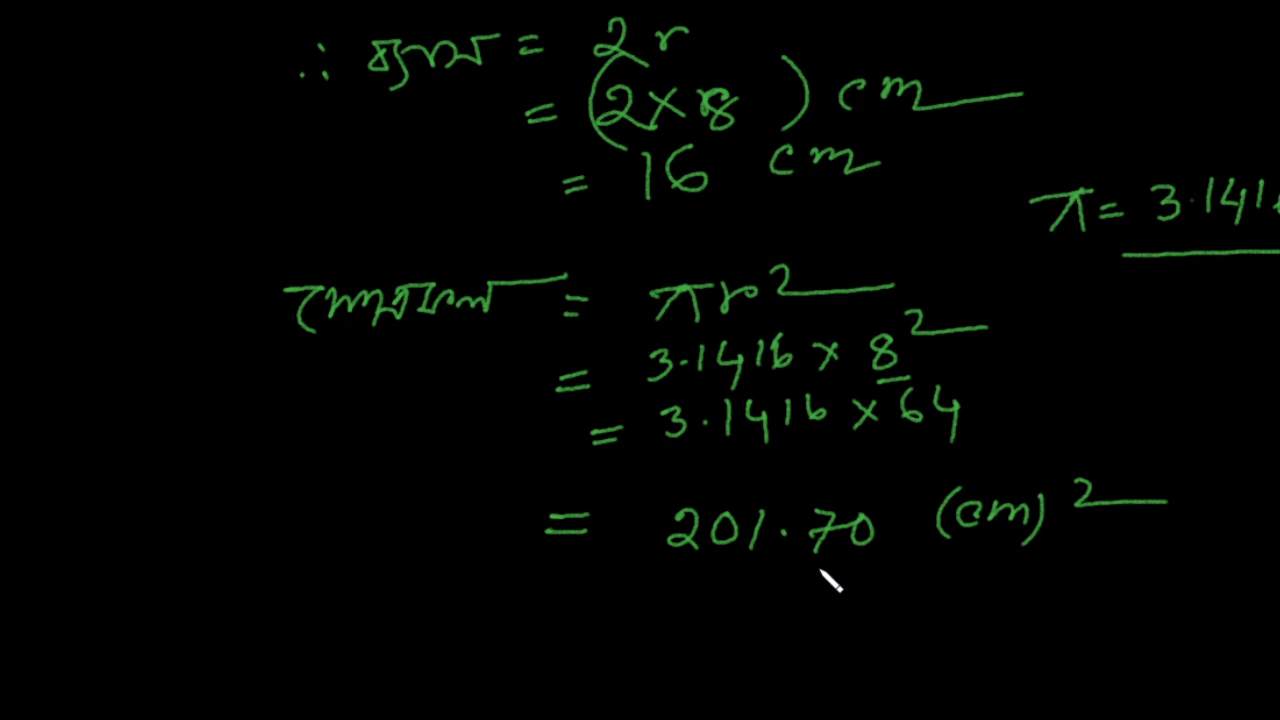 ∴ ব্যাস = 2r
= (2×8) cm
= 16 cm
π = 3.141
ক্ষেত্রফল = πr²
= 3.1416 × 8²
= 3.1416 × 64
= 201.70 (cm)²